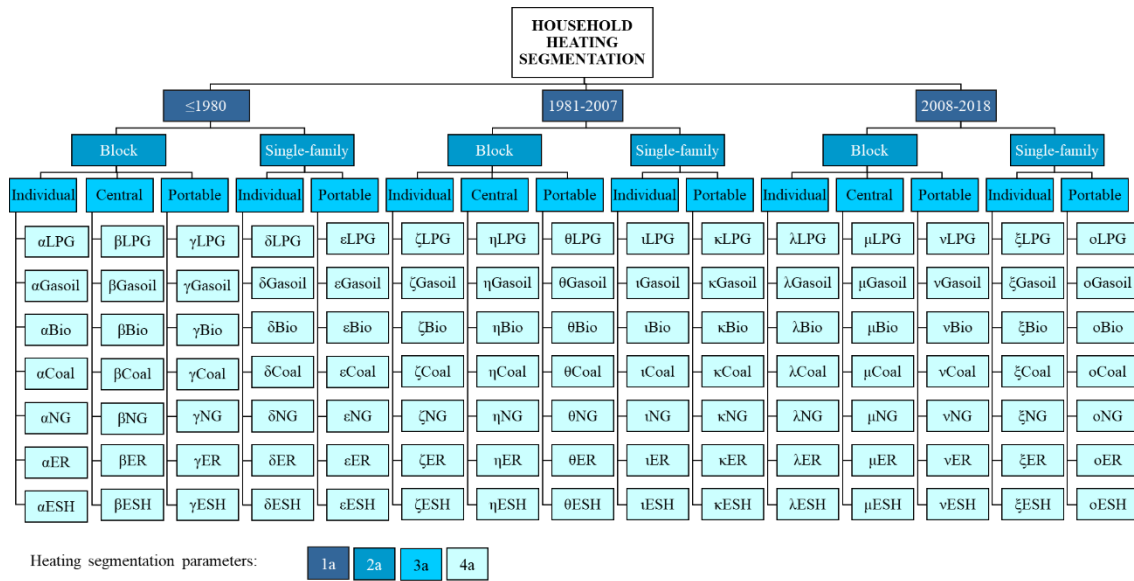 HOUSEHOLD
HEATING
SEGMENTATION
≤1980 1981-2007 2008-2018
Block Single-family Block Single-family Block Single-family
Individual Central Portable Individual Portable Individual Central Portable Individual Portable Individual Central Portable Individual Portable
αLPG βLPG γLPG δLPG εLPG ζLPG ηLPG θLPG ιLPG κLPG λLPG μLPG νLPG ξLPG οLPG
αGasoil βGasoil γGasoil δGasoil εGasoil ζGasoil ηGasoil θGasoil ιGasoil κGasoil λGasoil μGasoil νGasoil ξGasoil οGasoil
αBio βBio γBio δBio εBio ζBio ηBio θBio ιBio κBio λBio μBio νBio ξBio οBio
αCoal βCoal γCoal δCoal εCoal ζCoal ηCoal θCoal ιCoal κCoal λCoal μCoal νCoal ξCoal οCoal
αNG βNG γNG δNG εNG ζNG ηNG θNG ιNG κNG λNG μNG νNG ξNG οNG
αER βER γER δER εER ζER ηER θER ιER κER λER μER νER ξER οER
αESH βESH γESH δESH εESH ζESH ηESH θESH ιESH κESH λESH μESH νESH ξESH οESH
Heating segmentation parameters: 1a 2a 3a 4a